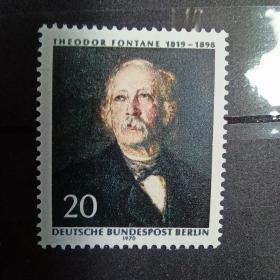 THEODOR FONTANE 1819–1898
20
DEUTSCHE BUNDESPOST BERLIN
1970